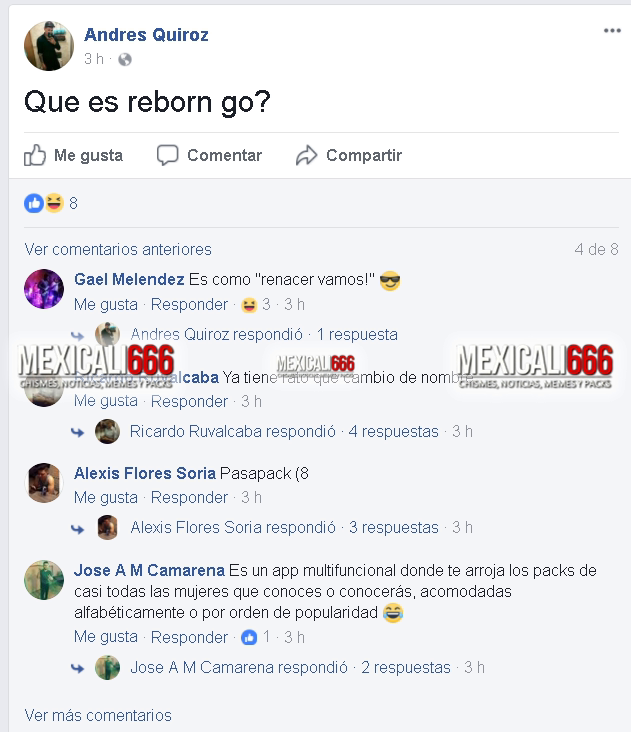 Andres Quiroz
3 h ·
Que es reborn go?
Me gusta Comentar Compartir
8
Ver comentarios anteriores 4 de 8
Gael Melendez Es como "renacer vamos!" 😎
Me gusta · Responder · 😆 3 · 3 h
Andres Quiroz respondió · 1 respuesta
MEXICALI666 MEXICALI666 MEXICALI666
CHISMES, NOTICIAS, MEMES Y PACKS CHISMES, NOTICIAS, MEMES Y PACKS
Ricardo Ruvalcaba Ya tiene rato que cambio de nombre
Me gusta · Responder · 3 h
Ricardo Ruvalcaba respondió · 4 respuestas · 3 h
Alexis Flores Soria Pasapack (8
Me gusta · Responder · 3 h
Alexis Flores Soria respondió · 3 respuestas · 3 h
Jose A M Camarena Es un app multifuncional donde te arroja los packs de
casi todas las mujeres que conoces o conocerás, acomodadas
alfabéticamente o por orden de popularidad 😂
Me gusta · Responder · 1 · 3 h
Jose A M Camarena respondió · 2 respuestas · 3 h
Ver más comentarios